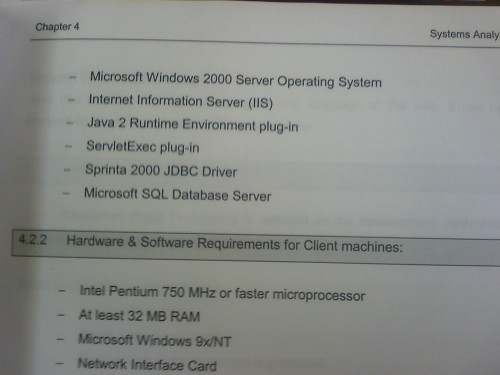 Chapter 4
Systems Analy
– Microsoft Windows 2000 Server Operating System
– Internet Information Server (IIS)
– Java 2 Runtime Environment plug-in
– ServletExec plug-in
– Sprinta 2000 JDBC Driver
– Microsoft SQL Database Server
4.2.2 Hardware & Software Requirements for Client machines:
– Intel Pentium 750 MHz or faster microprocessor
– At least 32 MB RAM
– Microsoft Windows 9x/NT
– Network Interface Card